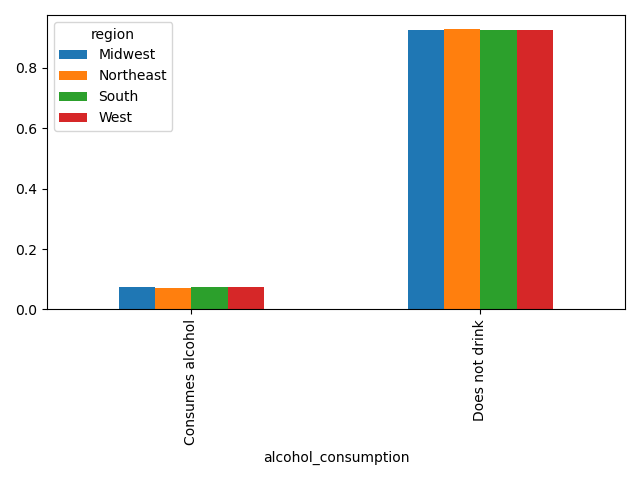 region
Midwest
Northeast
South
West
0.8
0.6
0.4
0.2
0.0
Consumes alcohol
Does not drink
alcohol_consumption